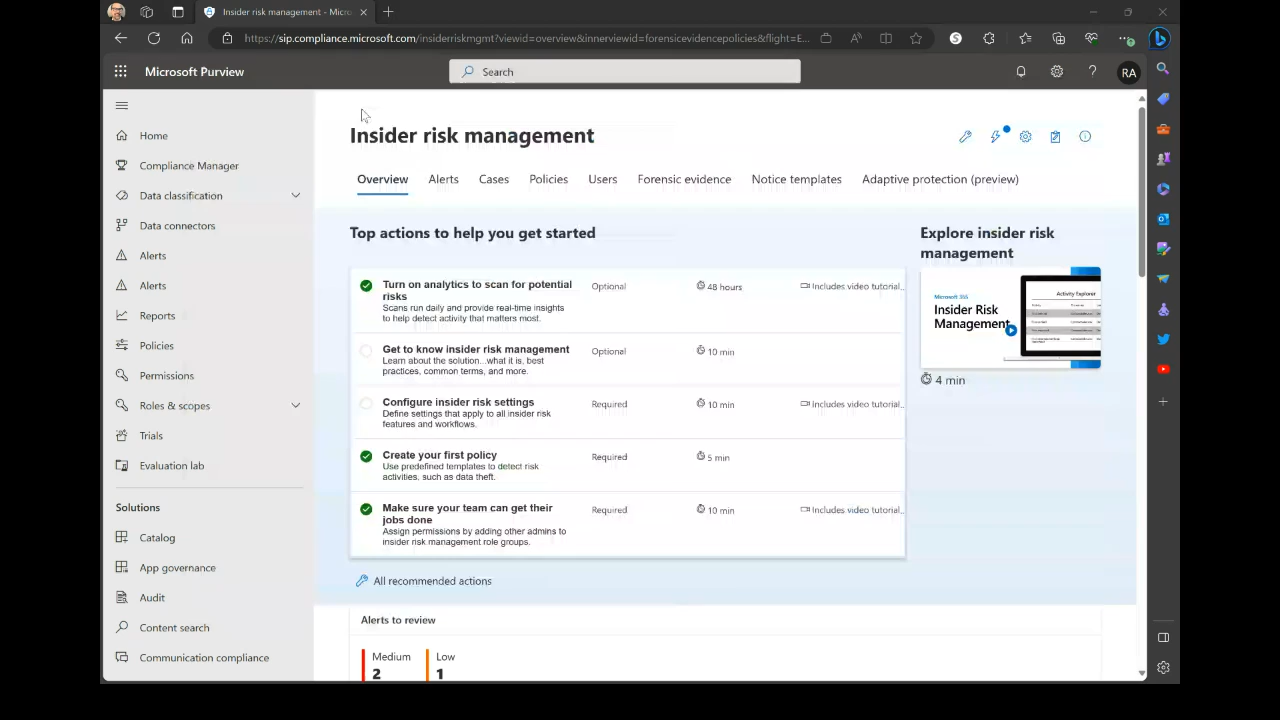 Insider risk management - Micro
https://sip.compliance.microsoft.com/insiderriskmgmt?viewid=overview&innerviewid=forensicevidencepolicies&flight=E...
Microsoft Purview
Search
RA
Home
Compliance Manager
Data classification
Data connectors
Alerts
Alerts
Reports
Policies
Permissions
Roles & scopes
Trials
Evaluation lab
Solutions
Catalog
App governance
Audit
Content search
Communication compliance
Insider risk management
Overview Alerts Cases Policies Users Forensic evidence Notice templates Adaptive protection (preview)
Top actions to help you get started
Turn on analytics to scan for potential
risks
Scans run daily and provide real-time insights
to help detect activity that matters most.
Optional 48 hours Includes video tutorial..
Get to know insider risk management
Learn about the solution...what it is, best
practices, common terms, and more.
Optional 10 min
Configure insider risk settings
Define settings that apply to all insider risk
features and workflows.
Required 10 min Includes video tutorial..
Create your first policy
Use predefined templates to detect risk
activities, such as data theft.
Required 5 min
Make sure your team can get their
jobs done
Assign permissions by adding other admins to
insider risk management role groups.
Required 10 min Includes video tutorial..
All recommended actions
Explore insider risk
management
Microsoft 365
Insider Risk
Management
Activity Explorer
4 min
Alerts to review
Medium Low
2 1